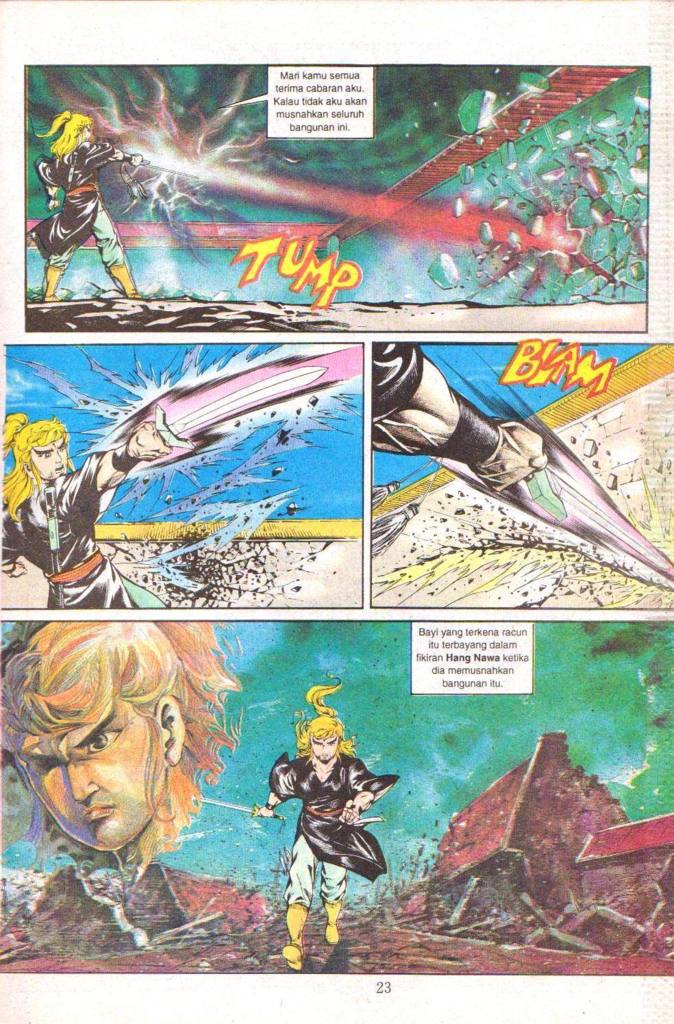 Mari kamu semua
terima cabaran aku.
Kalau tidak aku akan
musnahkan seluruh
bangunan ini.
TUMP
BLAM
Bayi yang terkena racun
itu terbayang dalam
fikiran Hang Nawa ketika
dia memusnahkan
bangunan itu.
23